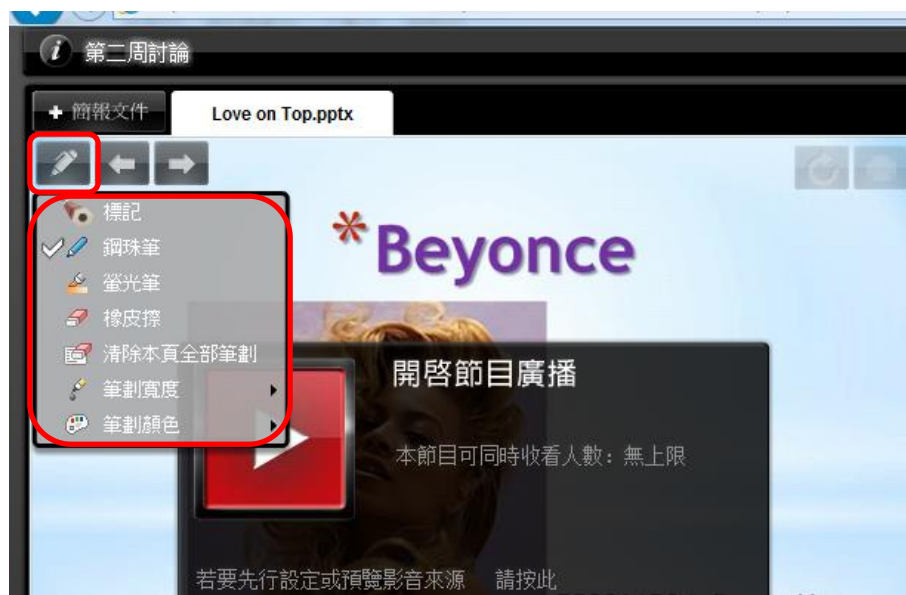 第二周討論
簡報文件
Love on Top.pptx
標記
鋼珠筆
螢光筆
橡皮擦
清除本頁全部筆劃
筆劃寬度
筆劃顏色
*Beyonce
開啓節目廣播
本節目可同時收看人數：無上限
若要先行設定或預覽影音來源 請按此